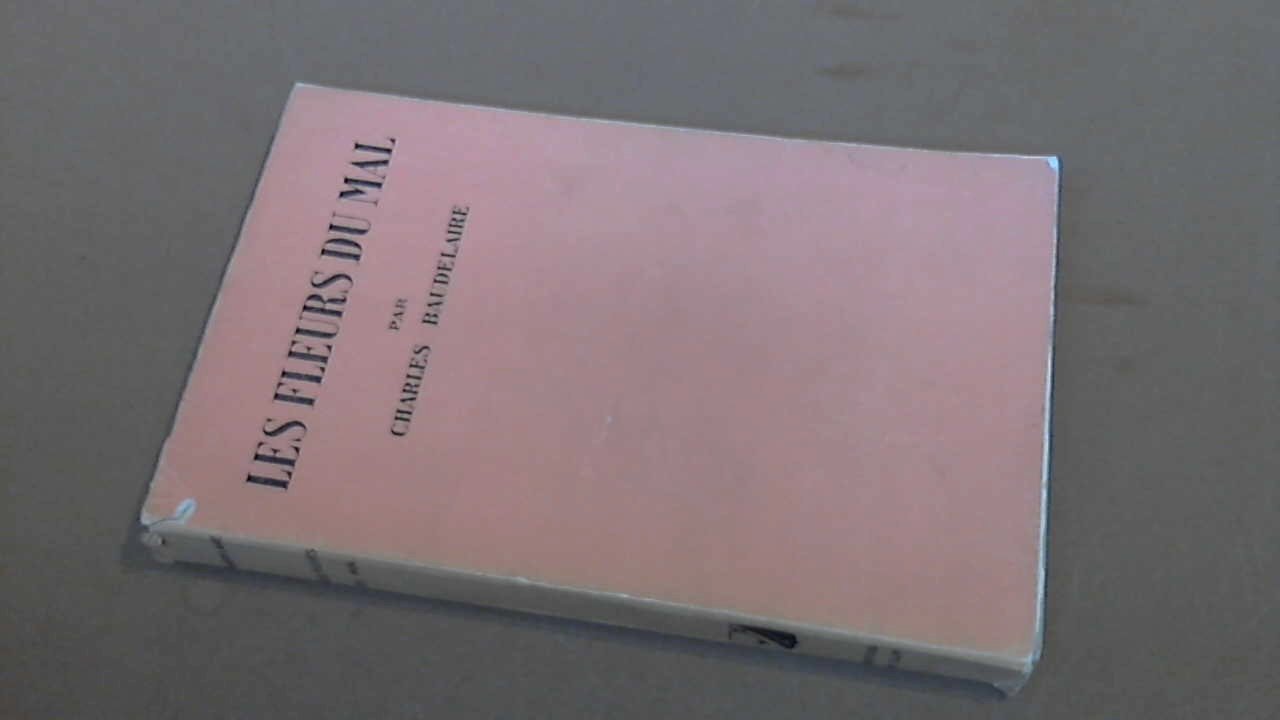 LES FLEURS DU MAL
PAR
CHARLES BAUDELAIRE